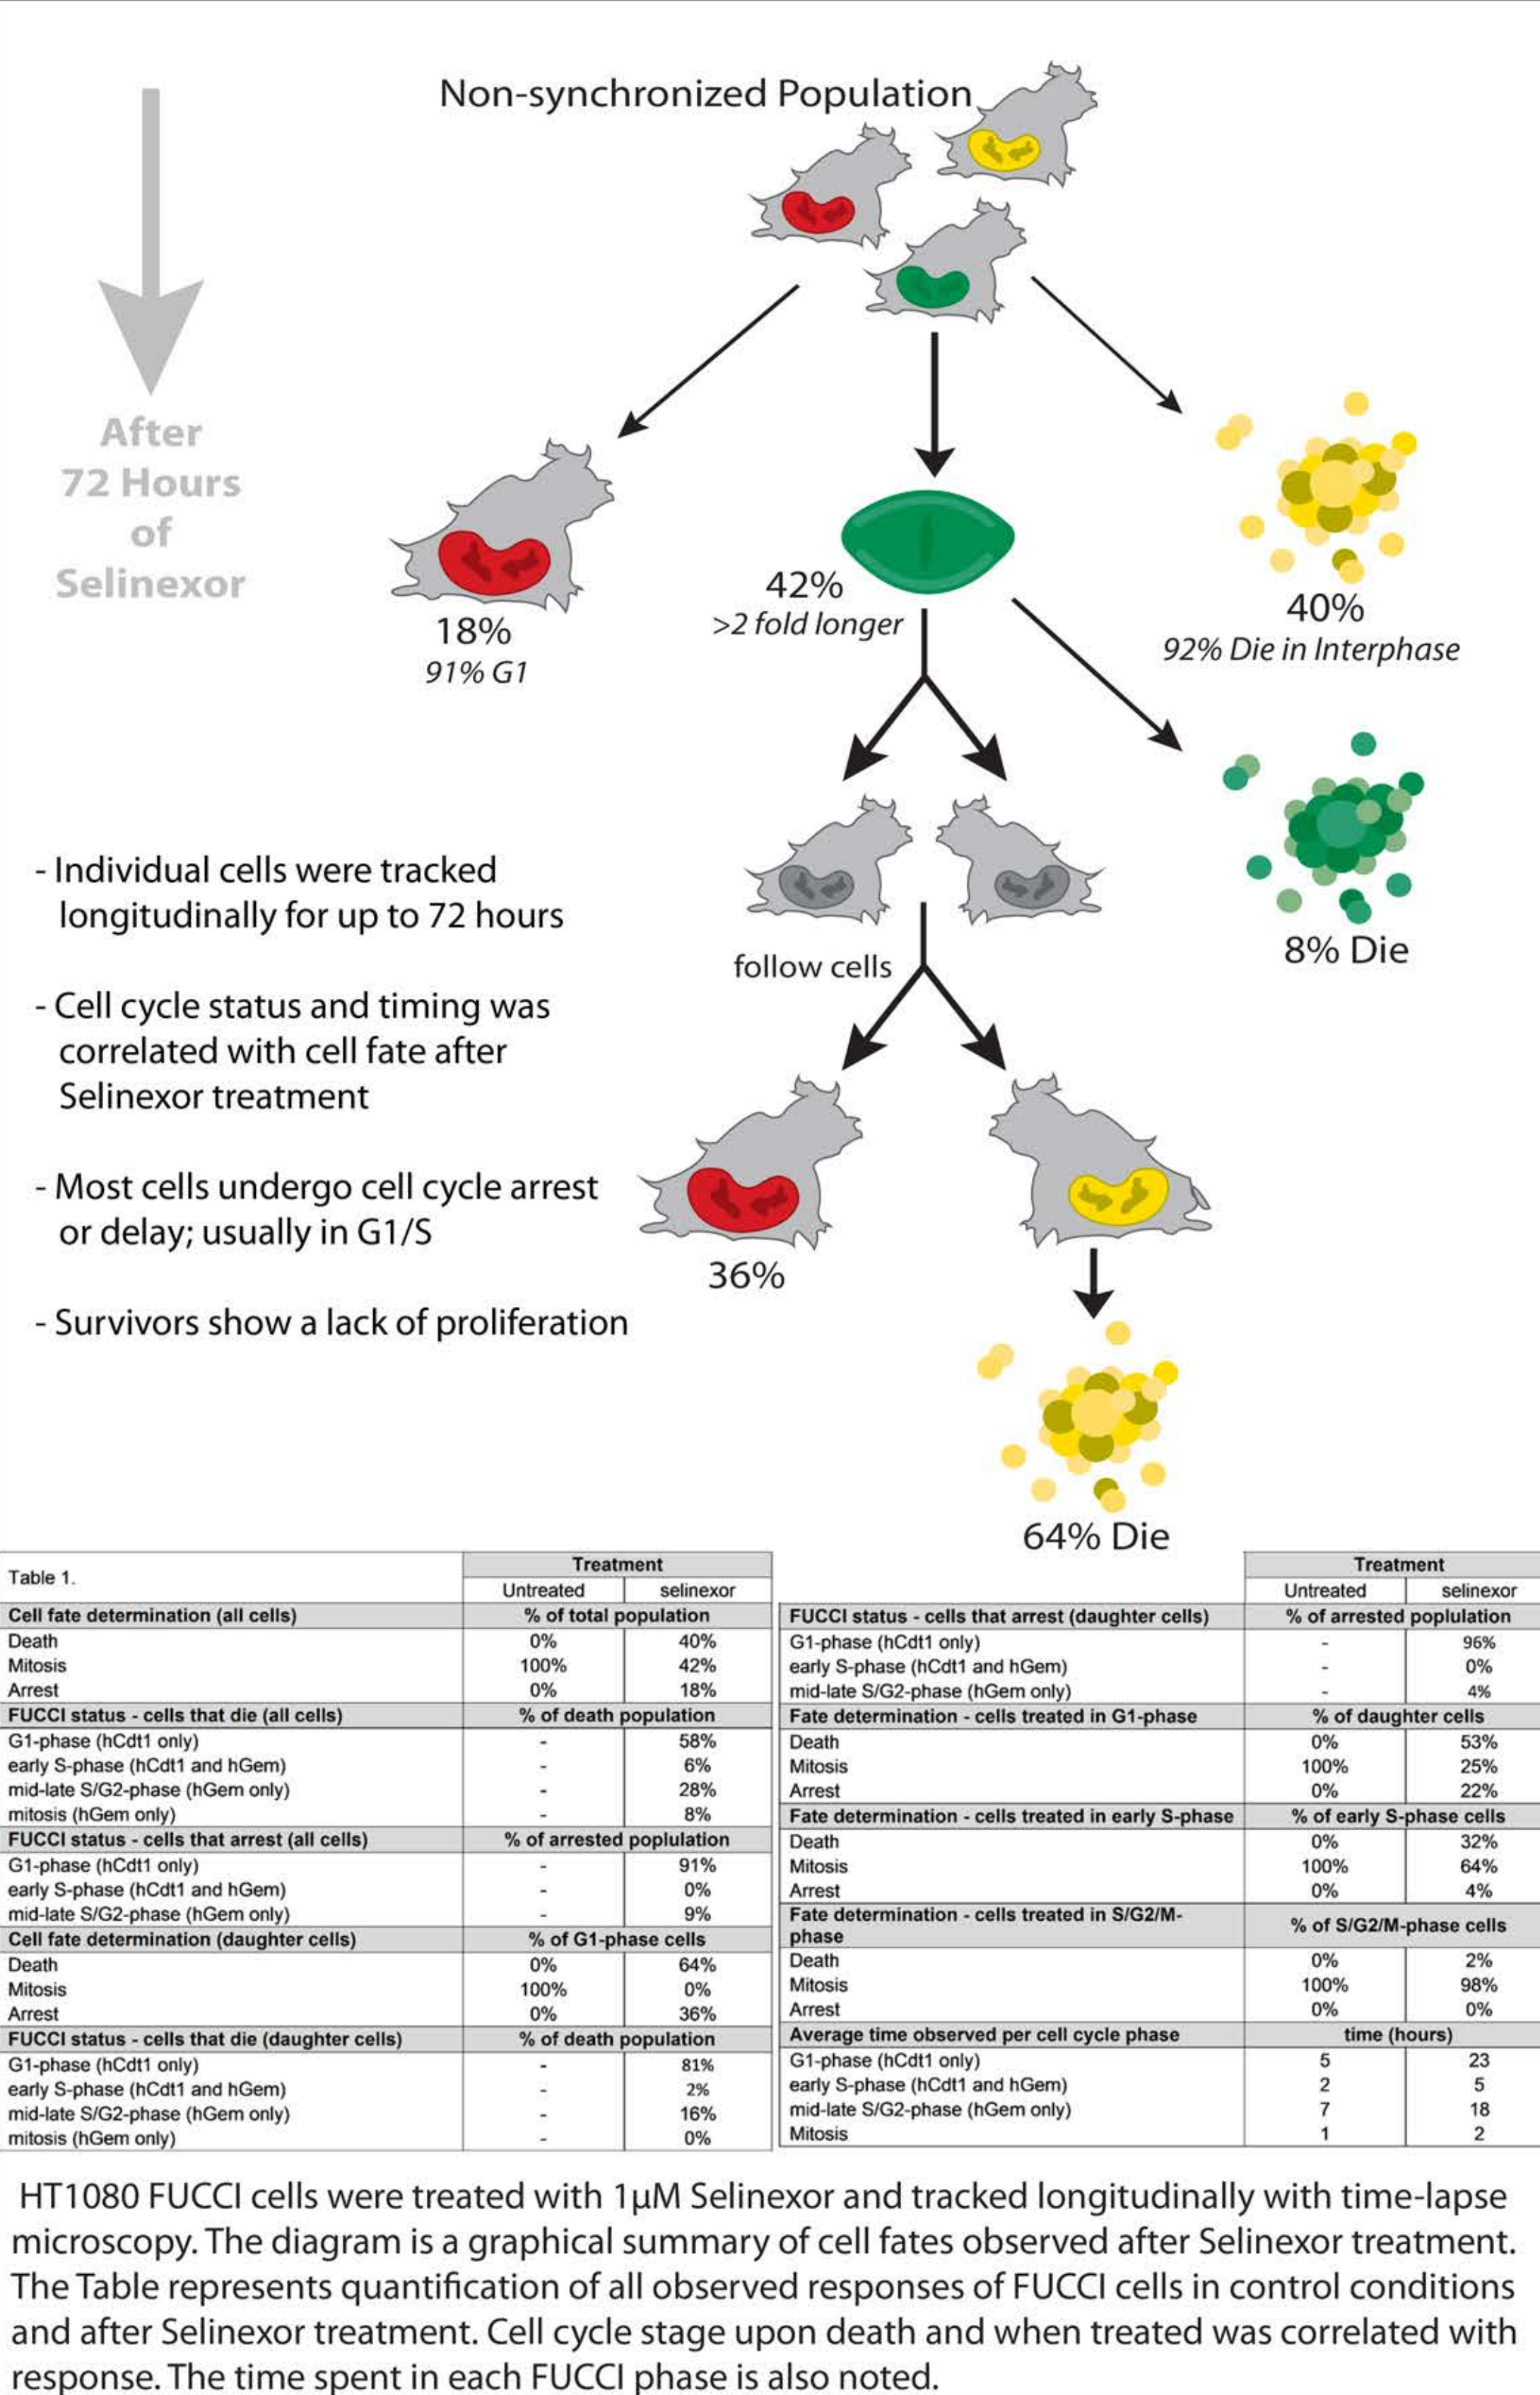 Non-synchronized Population
After
72 Hours
of
Selinexor
18%
91% G1
42%
>2 fold longer
40%
92% Die in Interphase
8% Die
- Individual cells were tracked
longitudinally for up to 72 hours
- Cell cycle status and timing was
correlated with cell fate after
Selinexor treatment
- Most cells undergo cell cycle arrest
or delay; usually in G1/S
- Survivors show a lack of proliferation
follow cells
36%
64% Die
Table 1. Treatment
Untreated selinexor
Cell fate determination (all cells) % of total population
Death 0% 40%
Mitosis 100% 42%
Arrest 0% 18%
FUCCI status - cells that die (all cells) % of death population
G1-phase (hCdt1 only) - 58%
early S-phase (hCdt1 and hGem) - 6%
mid-late S/G2-phase (hGem only) - 28%
mitosis (hGem only) - 8%
FUCCI status - cells that arrest (all cells) % of arrested poplulation
G1-phase (hCdt1 only) - 91%
early S-phase (hCdt1 and hGem) - 0%
mid-late S/G2-phase (hGem only) - 9%
Cell fate determination (daughter cells) % of G1-phase cells
Death 0% 64%
Mitosis 100% 0%
Arrest 0% 36%
FUCCI status - cells that die (daughter cells) % of death population
G1-phase (hCdt1 only) - 81%
early S-phase (hCdt1 and hGem) - 2%
mid-late S/G2-phase (hGem only) - 16%
mitosis (hGem only) - 0%
Treatment
Untreated selinexor
FUCCI status - cells that arrest (daughter cells) % of arrested poplulation
G1-phase (hCdt1 only) - 96%
early S-phase (hCdt1 and hGem) - 0%
mid-late S/G2-phase (hGem only) - 4%
Fate determination - cells treated in G1-phase % of daughter cells
Death 0% 53%
Mitosis 100% 25%
Arrest 0% 22%
Fate determination - cells treated in early S-phase % of early S-phase cells
Death 0% 32%
Mitosis 100% 64%
Arrest 0% 4%
Fate determination - cells treated in S/G2/M-
phase % of S/G2/M-phase cells
Death 0% 2%
Mitosis 100% 98%
Arrest 0% 0%
Average time observed per cell cycle phase time (hours)
G1-phase (hCdt1 only) 5 23
early S-phase (hCdt1 and hGem) 2 5
mid-late S/G2-phase (hGem only) 7 18
Mitosis 1 2
HT1080 FUCCI cells were treated with 1µM Selinexor and tracked longitudinally with time-lapse
microscopy. The diagram is a graphical summary of cell fates observed after Selinexor treatment.
The Table represents quantification of all observed responses of FUCCI cells in control conditions
and after Selinexor treatment. Cell cycle stage upon death and when treated was correlated with
response. The time spent in each FUCCI phase is also noted.